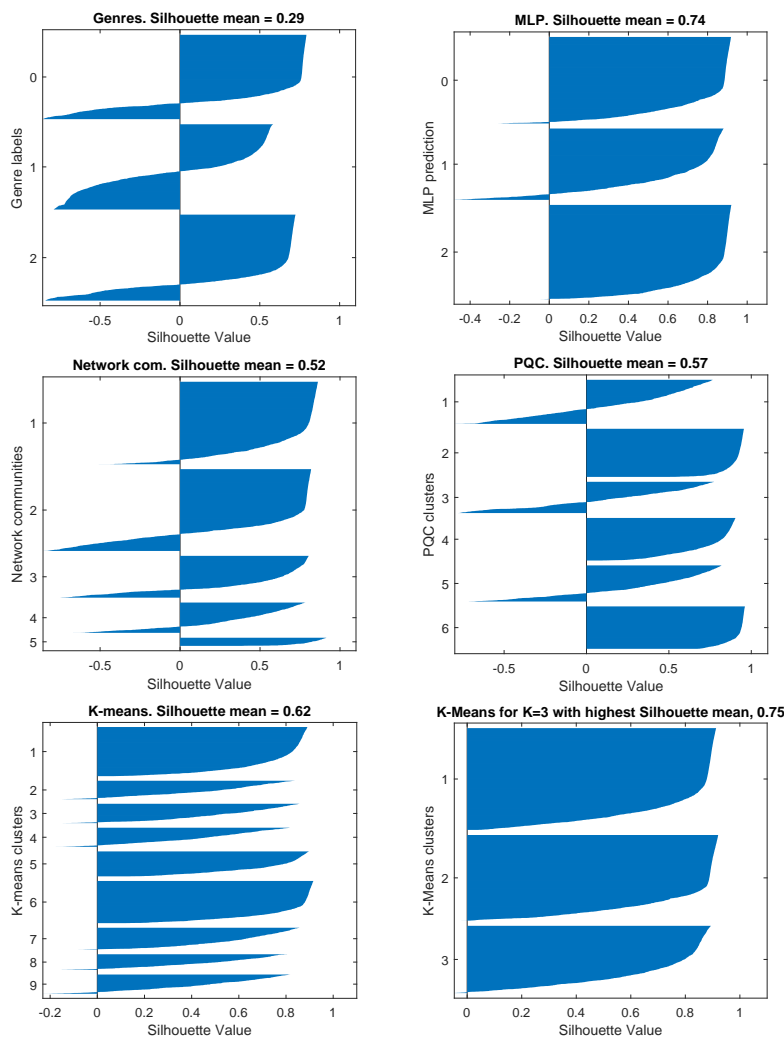 Genres. Silhouette mean = 0.29
0
1
2
Genre labels
-0.5 0 0.5 1
Silhouette Value
MLP. Silhouette mean = 0.74
0
1
2
MLP prediction
-0.4 -0.2 0 0.2 0.4 0.6 0.8 1
Silhouette Value
Network com. Silhouette mean = 0.52
1
2
3
4
5
Network communities
-0.5 0 0.5 1
Silhouette Value
PQC. Silhouette mean = 0.57
1
2
3
4
5
6
PQC clusters
-0.5 0 0.5 1
Silhouette Value
K-means. Silhouette mean = 0.62
1
2
3
4
5
6
7
8
9
K-means clusters
-0.2 0 0.2 0.4 0.6 0.8 1
Silhouette Value
K-Means for K=3 with highest Silhouette mean, 0.75
1
2
3
K-Means clusters
0 0.2 0.4 0.6 0.8 1
Silhouette Value